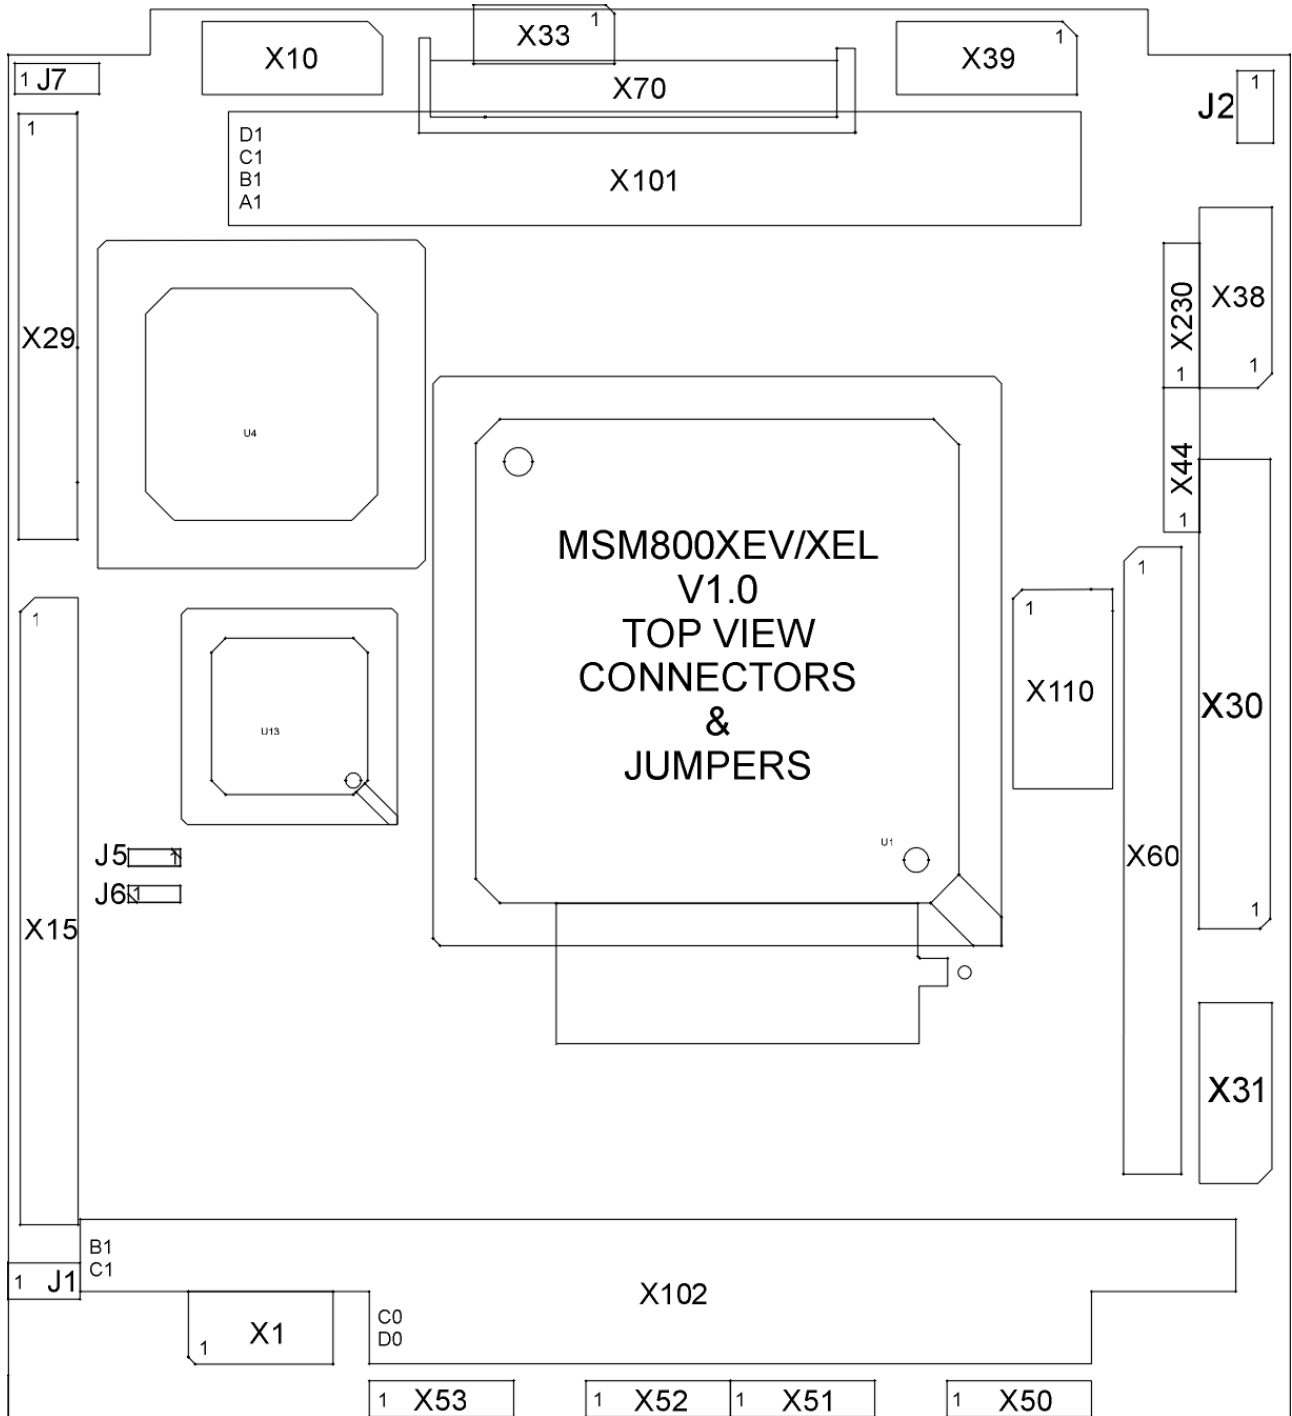 X33 1
X10
X39 1
1 J7
X70
J2 1
1
D1
C1
B1
A1
X101
X29
X230 1
X38 1
U4
X44 1
MSM800XEV/XEL
V1.0
TOP VIEW
CONNECTORS
&
JUMPERS
1
X110
1
X60
X30
1
1
X15
U13
J5 1
J6 1
U1
X31
B1
C1
1 J1
X102
C0
D0
X1
1
1 X53
1 X52
1 X51
1 X50